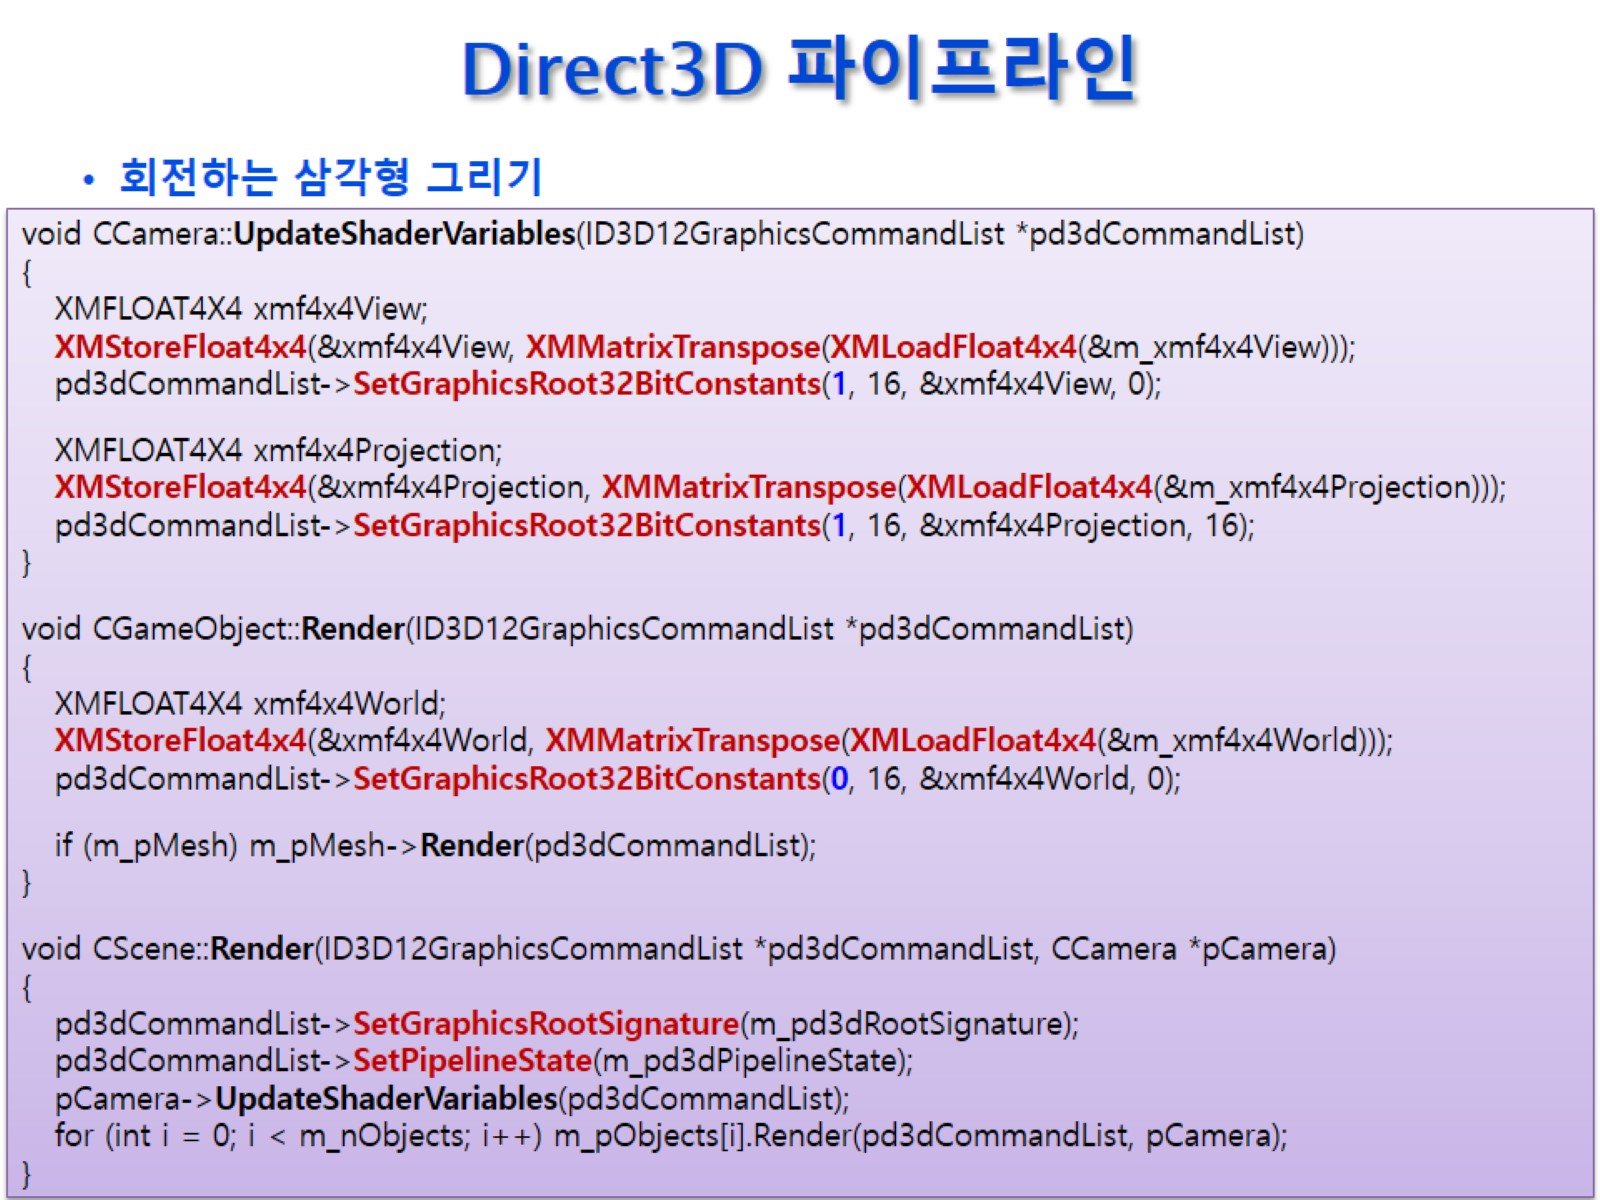 Direct3D 파이프라인
• 회전하는 삼각형 그리기
void CCamera::UpdateShaderVariables(ID3D12GraphicsCommandList *pd3dCommandList)
{
XMFLOAT4X4 xmf4x4View;
XMStoreFloat4x4(&xmf4x4View, XMMatrixTranspose(XMLoadFloat4x4(&m_xmf4x4View)));
pd3dCommandList->SetGraphicsRoot32BitConstants(1, 16, &xmf4x4View, 0);
XMFLOAT4X4 xmf4x4Projection;
XMStoreFloat4x4(&xmf4x4Projection, XMMatrixTranspose(XMLoadFloat4x4(&m_xmf4x4Projection)));
pd3dCommandList->SetGraphicsRoot32BitConstants(1, 16, &xmf4x4Projection, 16);
}
void CGameObject::Render(ID3D12GraphicsCommandList *pd3dCommandList)
{
XMFLOAT4X4 xmf4x4World;
XMStoreFloat4x4(&xmf4x4World, XMMatrixTranspose(XMLoadFloat4x4(&m_xmf4x4World)));
pd3dCommandList->SetGraphicsRoot32BitConstants(0, 16, &xmf4x4World, 0);
if (m_pMesh) m_pMesh->Render(pd3dCommandList);
}
void CScene::Render(ID3D12GraphicsCommandList *pd3dCommandList, CCamera *pCamera)
{
pd3dCommandList->SetGraphicsRootSignature(m_pd3dRootSignature);
pd3dCommandList->SetPipelineState(m_pd3dPipelineState);
pCamera->UpdateShaderVariables(pd3dCommandList);
for (int i = 0; i < m_nObjects; i++) m_pObjects[i].Render(pd3dCommandList, pCamera);
}